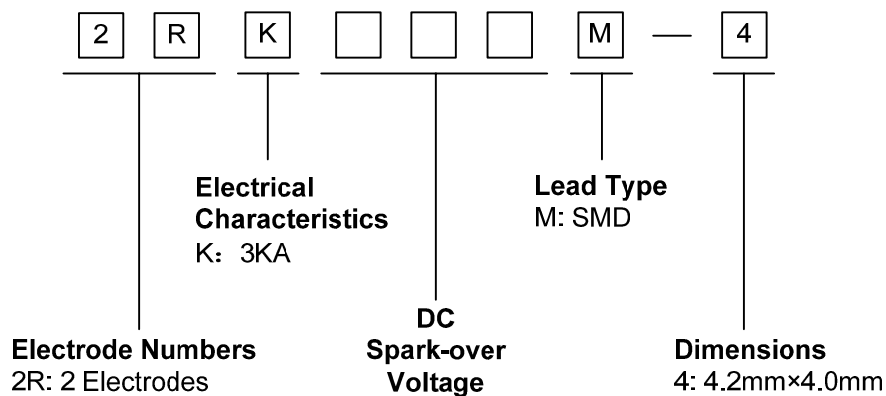 2 R K M — 4
Electrical
Characteristics
K： 3KA
Lead Type
M: SMD
Electrode Numbers
2R: 2 Electrodes
DC
Spark-over
Voltage
Dimensions
4: 4.2mm×4.0mm